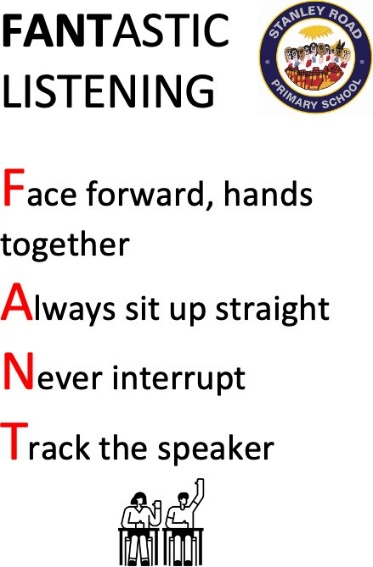 FANTASTIC
LISTENING
STANLEY ROAD
PRIMARY SCHOOL
Face forward, hands
together
Always sit up straight
Never interrupt
Track the speaker